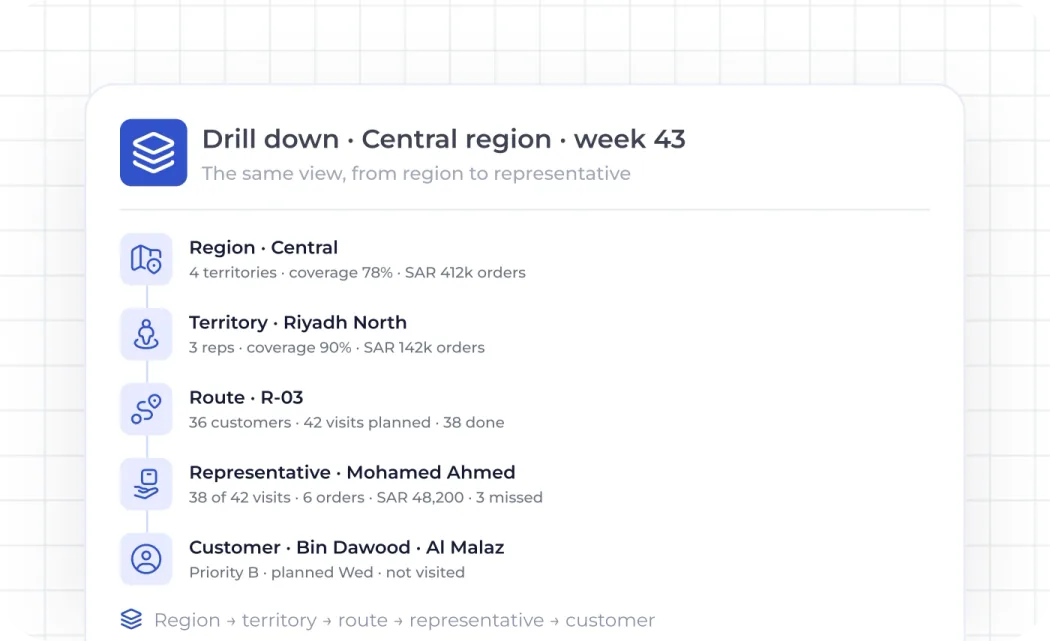 Drill down · Central region · week 43
The same view, from region to representative
Region · Central
4 territories · coverage 78% · SAR 412k orders
Territory · Riyadh North
3 reps · coverage 90% · SAR 142k orders
Route · R-03
36 customers · 42 visits planned · 38 done
Representative · Mohamed Ahmed
38 of 42 visits · 6 orders · SAR 48,200 · 3 missed
Customer · Bin Dawood · Al Malaz
Priority B · planned Wed · not visited
Region → territory → route → representative → customer